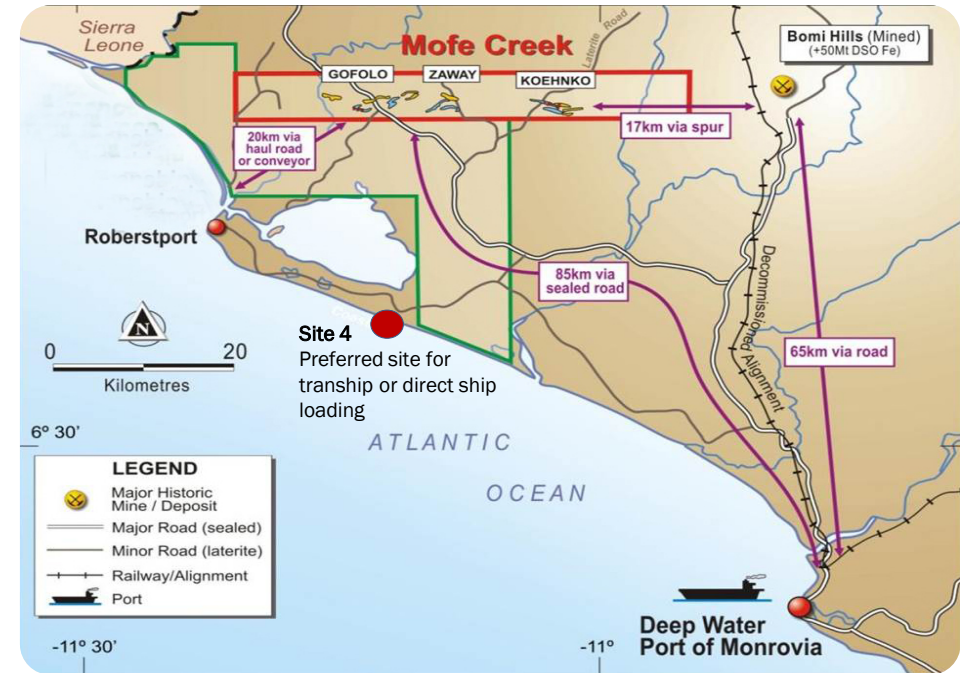 Sierra
Leone
Mofe Creek
Laterite Road
Bomi Hills (Mined)
(+50Mt DSO Fe)
GOFOLO
ZAWAY
KOEHNKO
20km via
haul road
or conveyor
17km via spur
Roberstport
85km via
sealed road
Decommissioned Alignment
65km via road
N
0 20
Kilometres
Site 4
Preferred site for
tranship or direct ship
loading
6º 30’
ATLANTIC
OCEAN
LEGEND
Major Historic
Mine / Deposit
Major Road (sealed)
Minor Road (laterite)
Railway/Alignment
Port
Deep Water
Port of Monrovia
-11º 30’
-11º